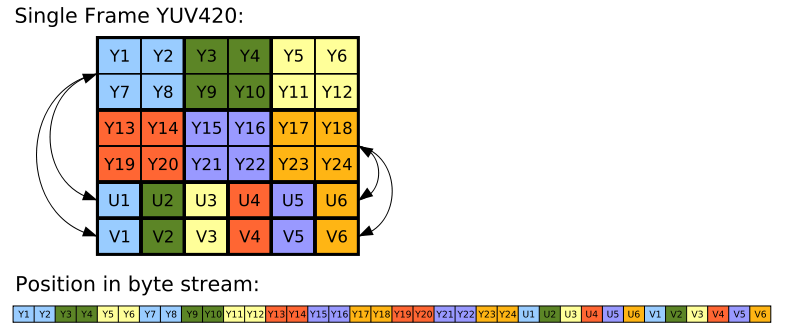 Single Frame YUV420:
Y1 Y2 Y3 Y4 Y5 Y6
Y7 Y8 Y9 Y10 Y11 Y12
Y13 Y14 Y15 Y16 Y17 Y18
Y19 Y20 Y21 Y22 Y23 Y24
U1 U2 U3 U4 U5 U6
V1 V2 V3 V4 V5 V6
Position in byte stream:
Y1 Y2 Y3 Y4 Y5 Y6 Y7 Y8 Y9 Y10 Y11 Y12 Y13 Y14 Y15 Y16 Y17 Y18 Y19 Y20 Y21 Y22 Y23 Y24 U1 U2 U3 U4 U5 U6 V1 V2 V3 V4 V5 V6